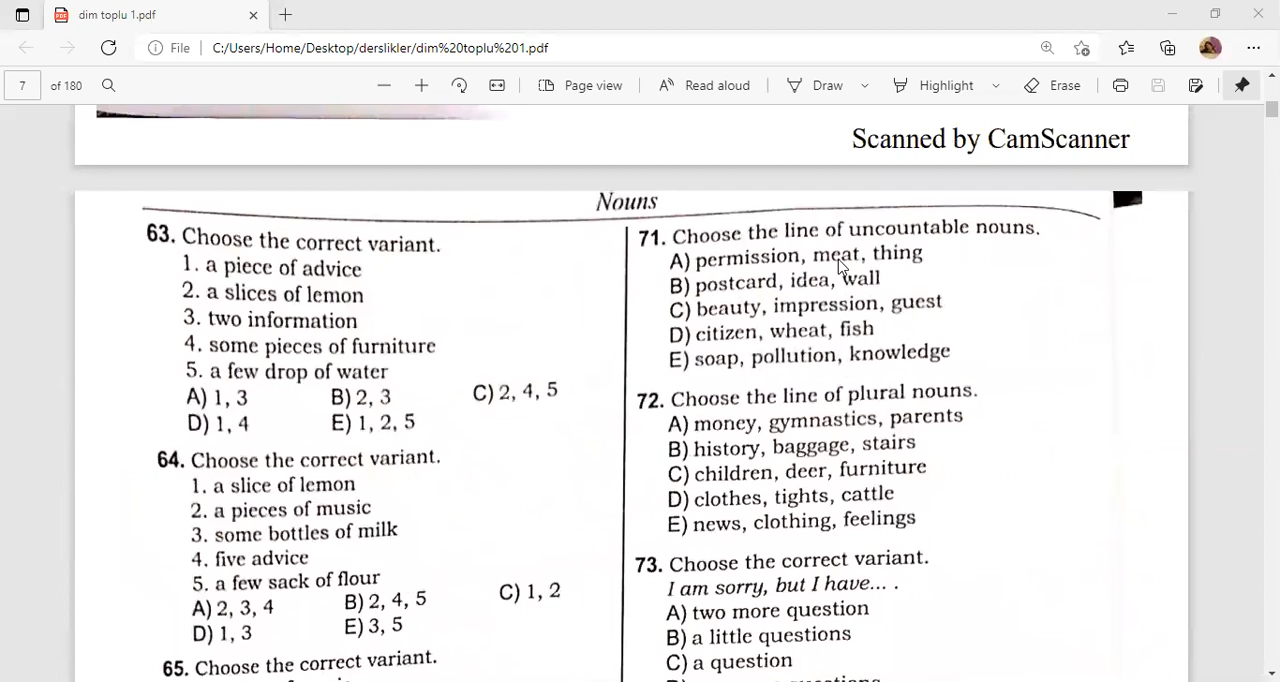 dim toplu 1.pdf
File C:/Users/Home/Desktop/derslikler/dim%20toplu%201.pdf
7 of 180 Page view Read aloud Draw Highlight Erase
Scanned by CamScanner
Nouns
63. Choose the correct variant.
1. a piece of advice
2. a slices of lemon
3. two information
4. some pieces of furniture
5. a few drop of water
A) 1, 3 B) 2, 3 C) 2, 4, 5
D) 1, 4 E) 1, 2, 5
64. Choose the correct variant.
1. a slice of lemon
2. a pieces of music
3. some bottles of milk
4. five advice
5. a few sack of flour
A) 2, 3, 4 B) 2, 4, 5 C) 1, 2
D) 1, 3 E) 3, 5
65. Choose the correct variant.
71. Choose the line of uncountable nouns.
A) permission, meat, thing
B) postcard, idea, wall
C) beauty, impression, guest
D) citizen, wheat, fish
E) soap, pollution, knowledge
72. Choose the line of plural nouns.
A) money, gymnastics, parents
B) history, baggage, stairs
C) children, deer, furniture
D) clothes, tights, cattle
E) news, clothing, feelings
73. Choose the correct variant.
I am sorry, but I have... .
A) two more question
B) a little questions
C) a question